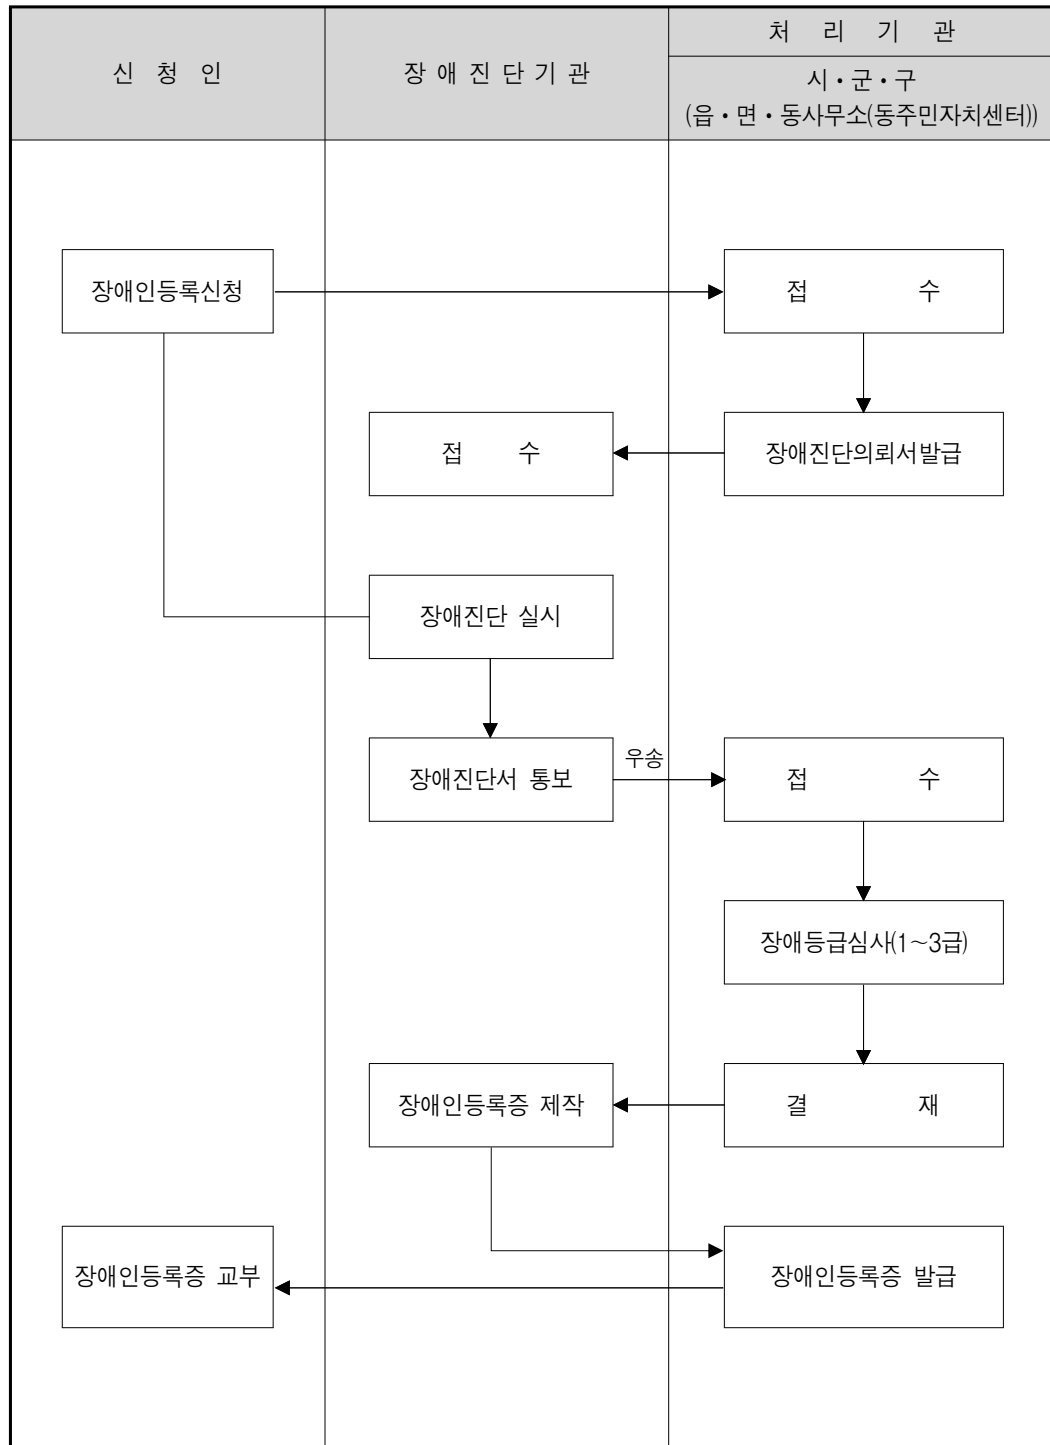 신 청 인
장 애 진 단 기 관
처 리 기 관
시・군・구
(읍・면・동사무소(동주민자치센터))
장애인등록신청
접 수
접 수
장애진단의뢰서발급
장애진단 실시
장애진단서 통보
우송
접 수
장애등급심사(1～3급)
장애인등록증 제작
결 재
장애인등록증 교부
장애인등록증 발급